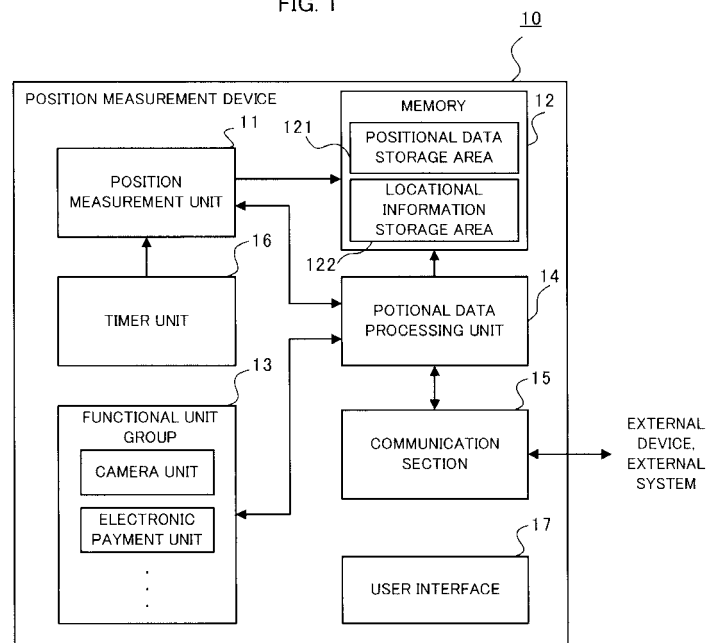 FIG. 1
10
POSITION MEASUREMENT DEVICE
11
POSITION
MEASUREMENT UNIT
MEMORY
12
121
POSITIONAL DATA
STORAGE AREA
LOCATIONAL
INFORMATION
STORAGE AREA
122
16
TIMER UNIT
14
POTIONAL DATA
PROCESSING UNIT
13
FUNCTIONAL UNIT
GROUP
CAMERA UNIT
ELECTRONIC
PAYMENT UNIT
15
COMMUNICATION
SECTION
EXTERNAL
DEVICE,
EXTERNAL
SYSTEM
17
USER INTERFACE